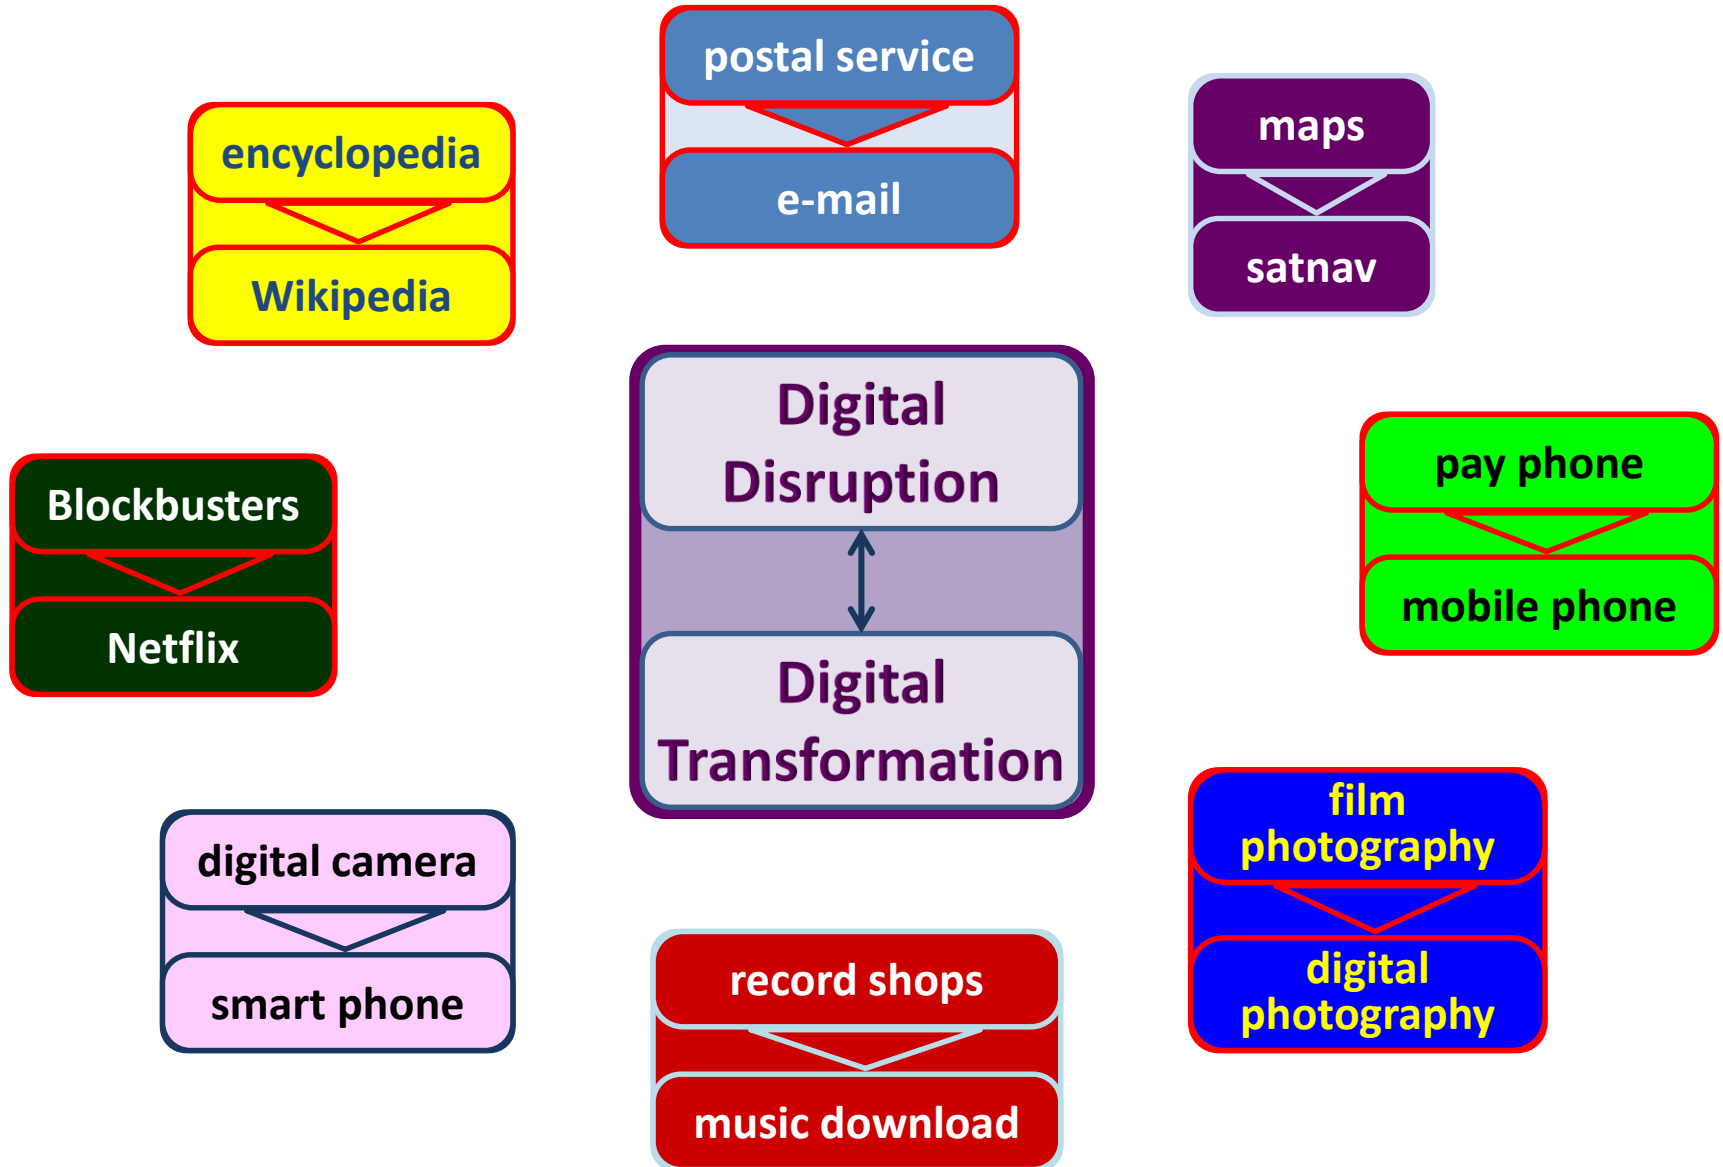 postal service
e-mail
maps
satnav
encyclopedia
Wikipedia
Digital
Disruption
Digital
Transformation
pay phone
mobile phone
Blockbusters
Netflix
film
photography
digital
photography
digital camera
smart phone
record shops
music download